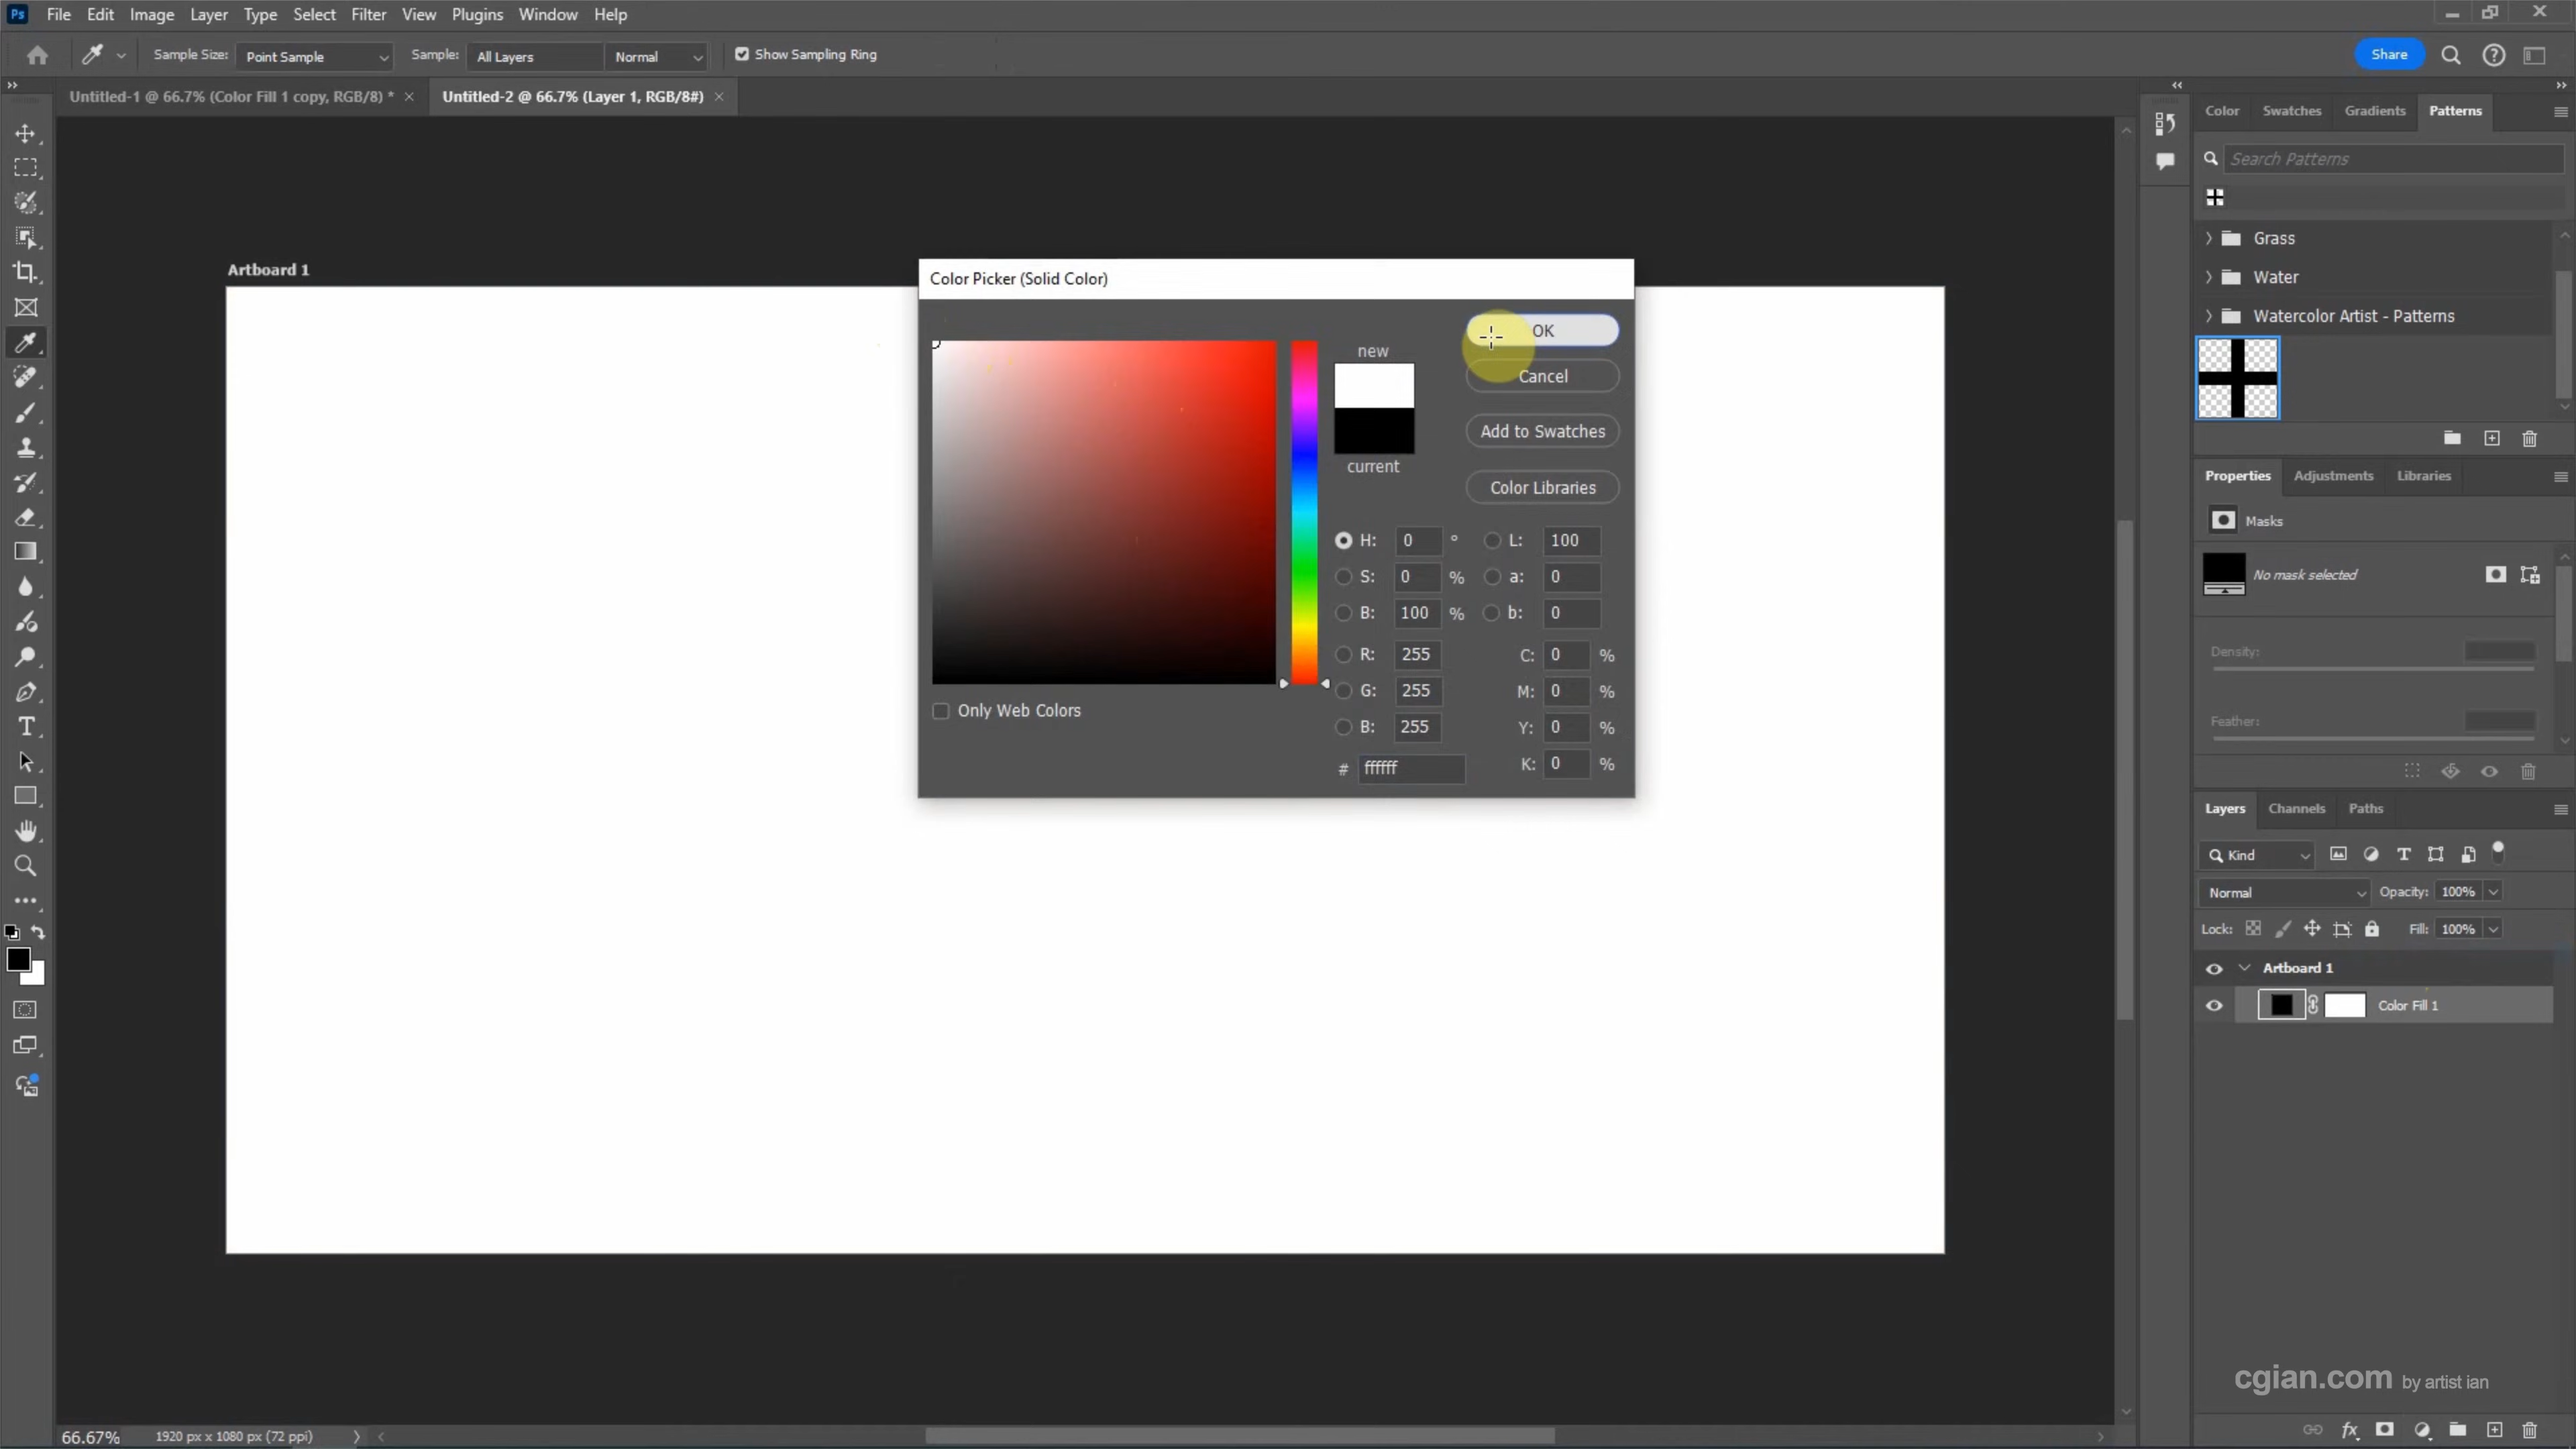 Ps File Edit Image Layer Type Select Filter View Plugins Window Help
Sample Size: Point Sample Sample: All Layers Normal Show Sampling Ring Share
Untitled-1 @ 66.7% (Color Fill 1 copy, RGB/8) * × Untitled-2 @ 66.7% (Layer 1, RGB/8#) ×
Color Swatches Gradients Patterns
Search Patterns
Grass
Water
Watercolor Artist - Patterns
Artboard 1
Color Picker (Solid Color)
OK
new
Cancel
Add to Swatches
current
Color Libraries
H: 0 ° L: 100
S: 0 % a: 0
B: 100 % b: 0
R: 255 C: 0 %
G: 255 M: 0 %
B: 255 Y: 0 %
# ffffff K: 0 %
Only Web Colors
Properties Adjustments Libraries
Masks
No mask selected
Density:
Feather:
Layers Channels Paths
Kind
Normal Opacity: 100%
Lock: Fill: 100%
Artboard 1
Color Fill 1
cgian.com by artist ian
66.67% 1920 px x 1080 px (72 ppi)